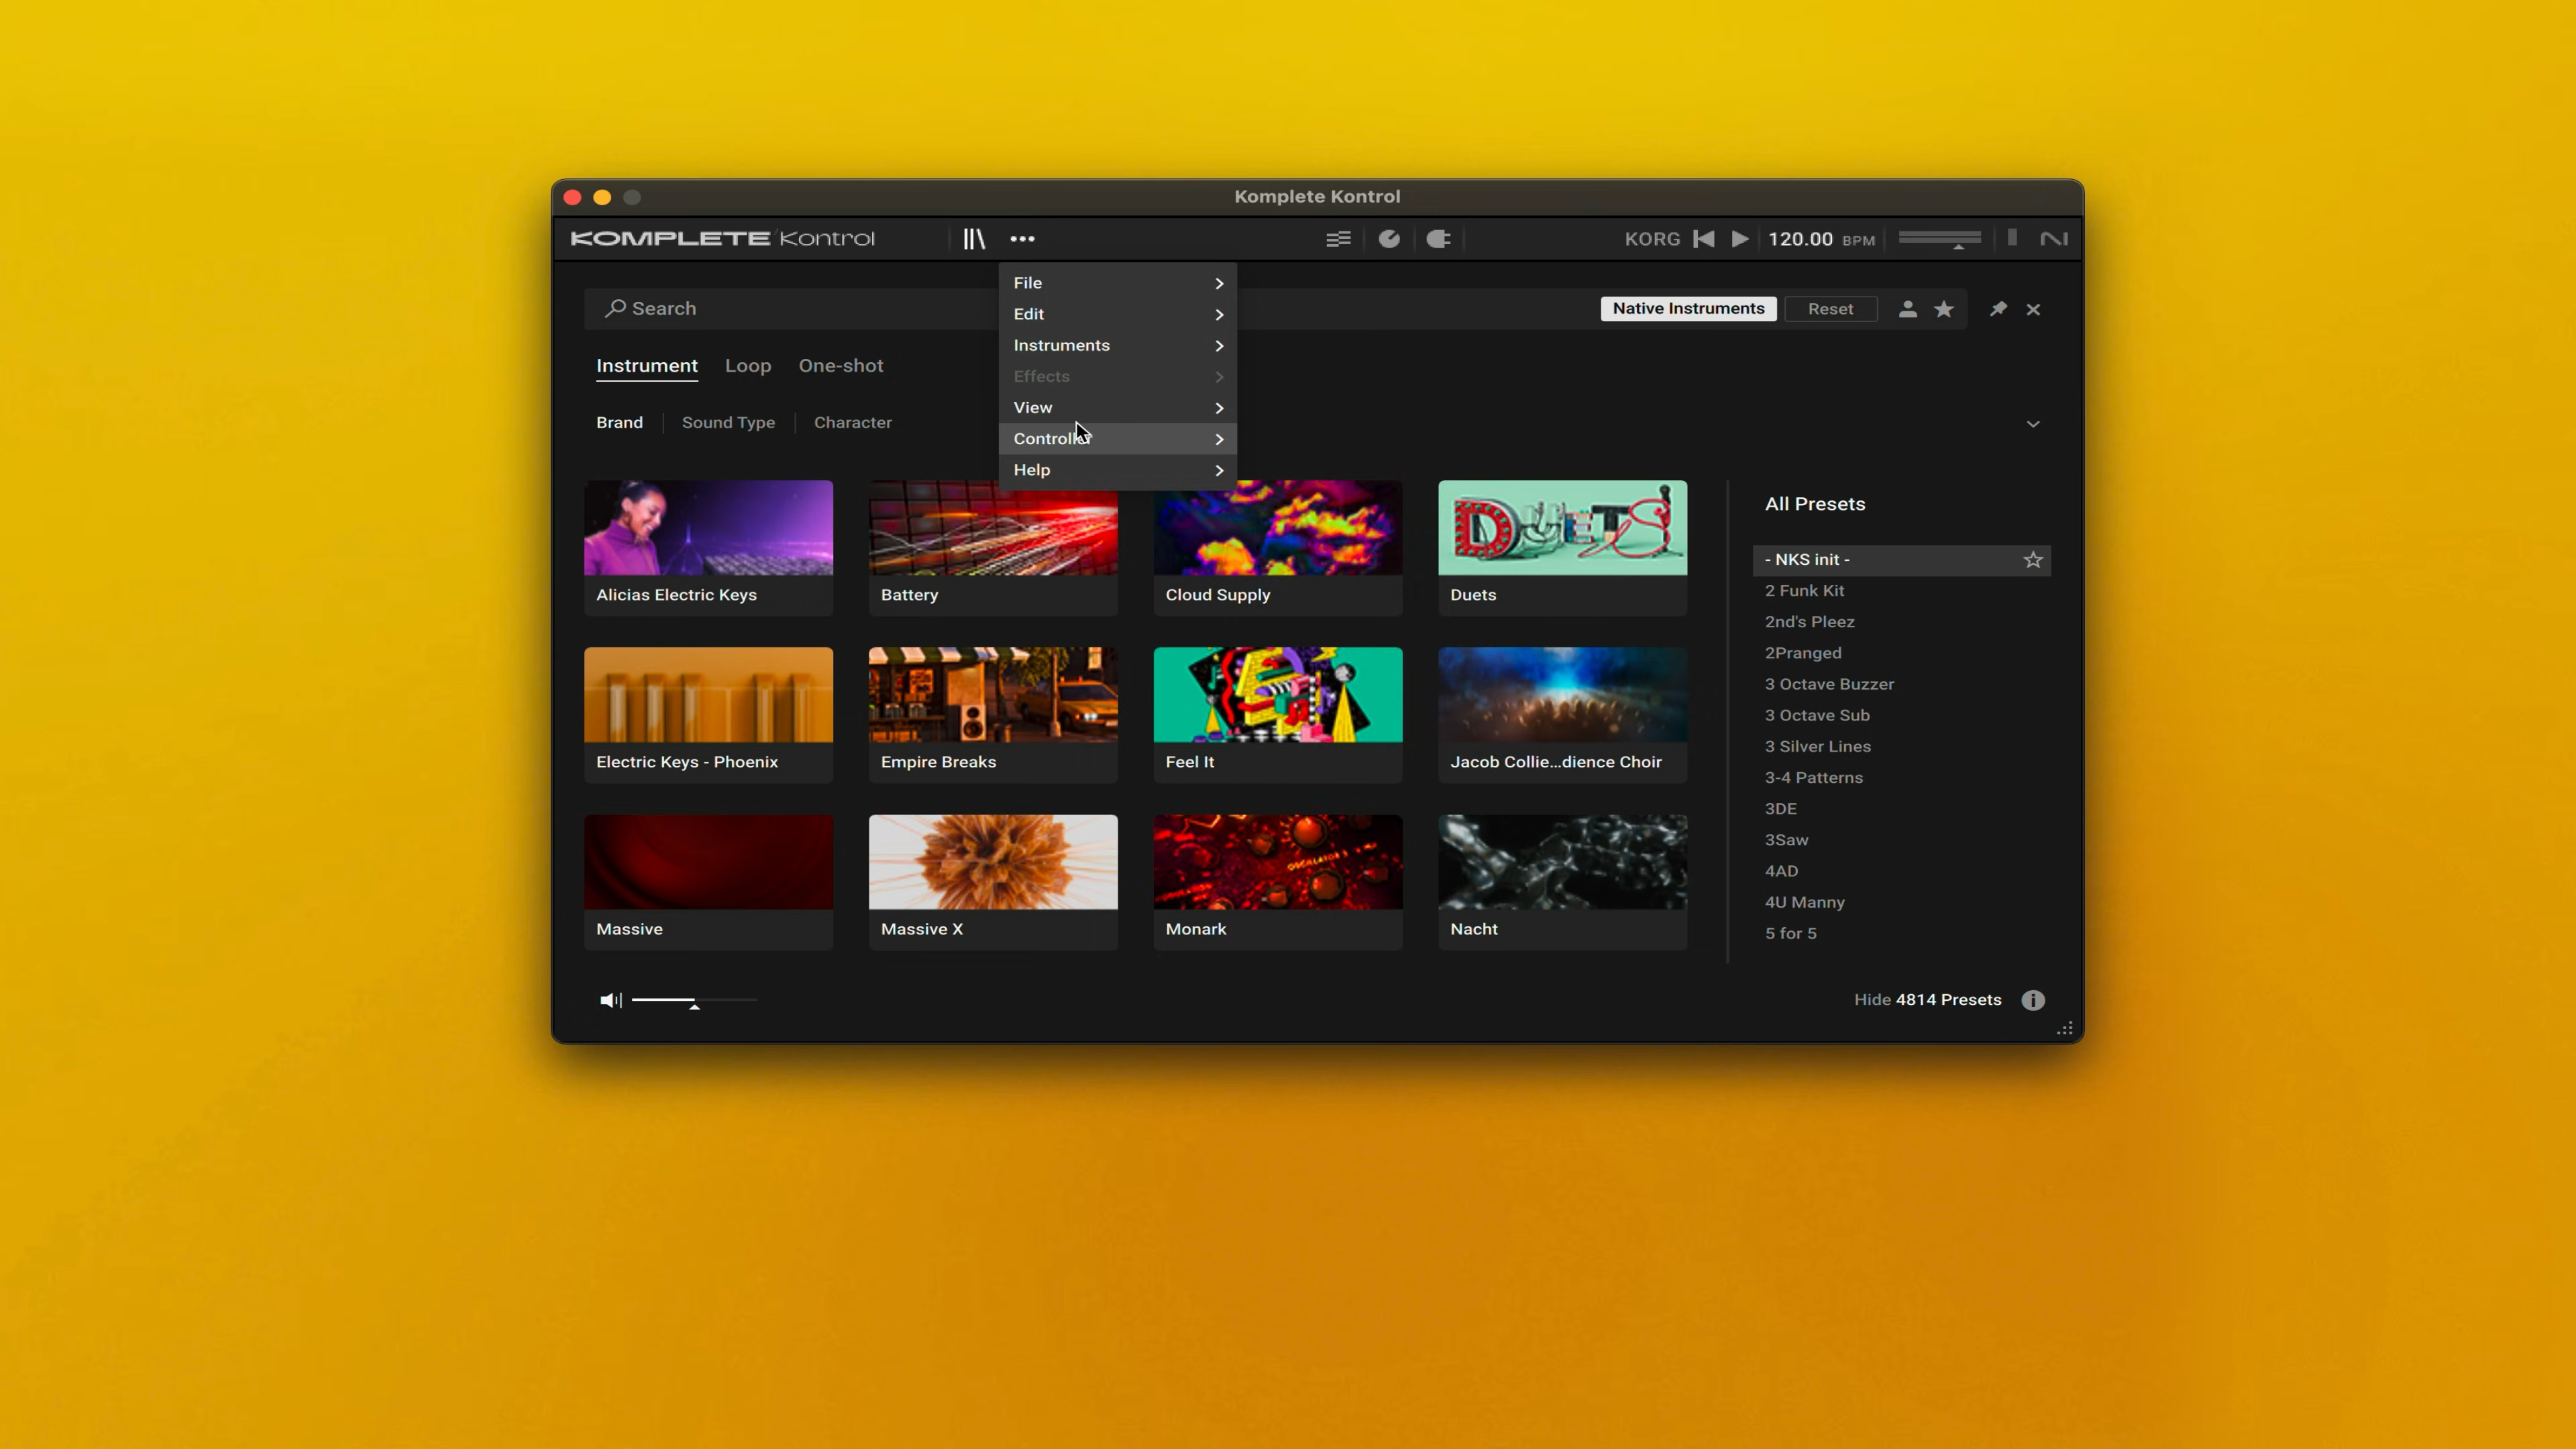 Komplete Kontrol
KOMPLETE Kontrol
KORG
120.00 BPM
File
Edit
Instruments
Effects
View
Controller
Help
Search
Native Instruments
Reset
Instrument
Loop
One-shot
Brand
Sound Type
Character
Alicias Electric Keys
Battery
Cloud Supply
DUETS
Duets
Electric Keys - Phoenix
Empire Breaks
Feel It
Jacob Collie...dience Choir
OSCILLATORS
Massive
Massive X
Monark
Nacht
All Presets
- NKS init -
2 Funk Kit
2nd's Pleez
2Pranged
3 Octave Buzzer
3 Octave Sub
3 Silver Lines
3-4 Patterns
3DE
3Saw
4AD
4U Manny
5 for 5
Hide 4814 Presets